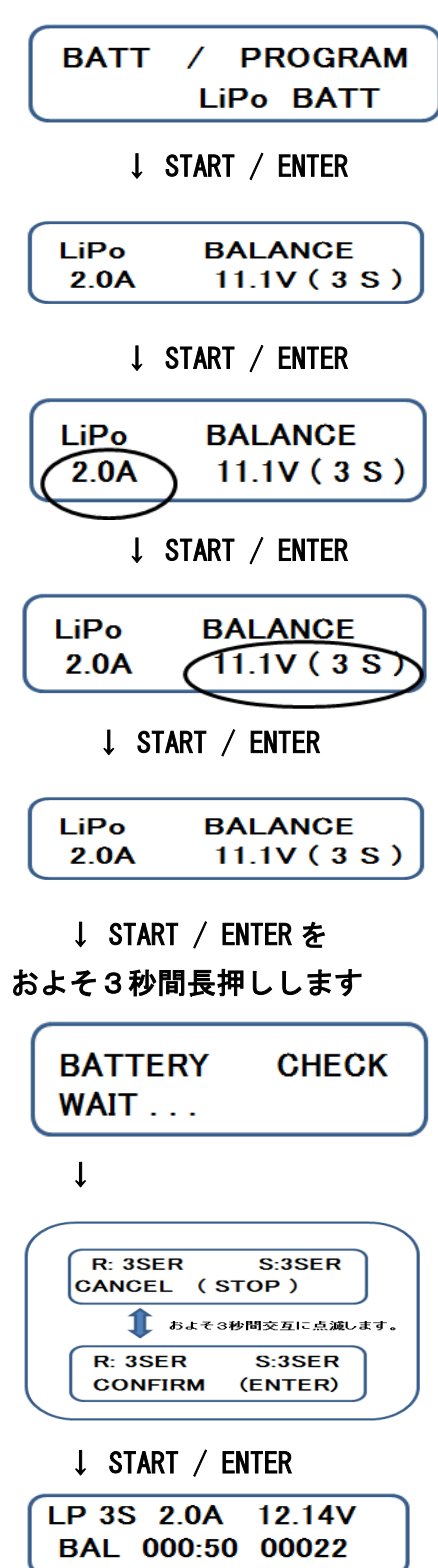 BATT / PROGRAM
LiPo BATT
↓ START / ENTER
LiPo BALANCE
2.0A 11.1V ( 3 S )
↓ START / ENTER
LiPo BALANCE
2.0A 11.1V ( 3 S )
↓ START / ENTER
LiPo BALANCE
2.0A 11.1V ( 3 S )
↓ START / ENTER
LiPo BALANCE
2.0A 11.1V ( 3 S )
↓ START / ENTER を
およそ３秒間長押しします
BATTERY CHECK
WAIT . . .
↓
R: 3SER S:3SER
CANCEL ( STOP )
およそ3秒間交互に点滅します。
R: 3SER S:3SER
CONFIRM (ENTER)
↓ START / ENTER
LP 3S 2.0A 12.14V
BAL 000:50 00022